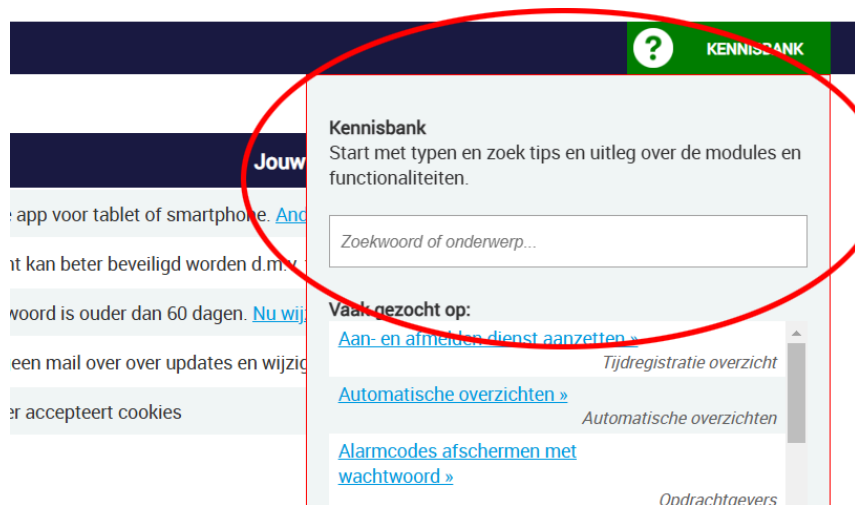 KENNISBANK
Kennisbank
Start met typen en zoek tips en uitleg over de modules en
functionaliteiten.
Zoekwoord of onderwerp...
Vaak gezocht op:
Aan- en afmelden dienst aanzetten »
Tijdregistratie overzicht
Automatische overzichten »
Automatische overzichten
Alarmcodes afschermen met
wachtwoord »
Opdrachtgevers
Jouw
app voor tablet of smartphone. And
nt kan beter beveiligd worden d.m.v.
woord is ouder dan 60 dagen. Nu wij
een mail over over updates en wijzig
er accepteert cookies